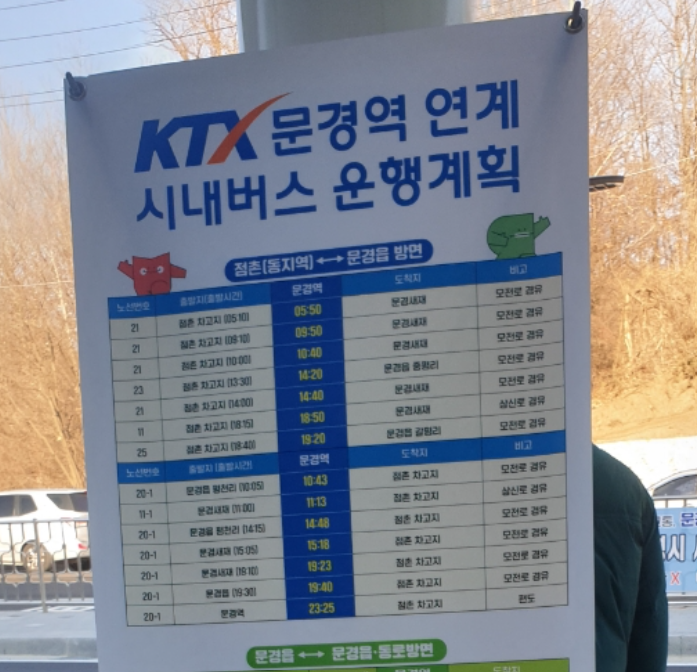 KTX 문경역 연계
시내버스 운행계획
점촌(동지역) ↔ 문경읍 방면
노선번호 출발지(출발시간) 문경역 도착지 비고
21 점촌 차고지 (05:10) 05:50 문경새재 모전로 경유
21 점촌 차고지 (09:10) 09:50 문경새재 모전로 경유
21 점촌 차고지 (10:00) 10:40 문경새재 모전로 경유
23 점촌 차고지 (13:30) 14:20 문경읍 중평리 모전로 경유
21 점촌 차고지 (14:00) 14:40 문경새재 모전로 경유
11 점촌 차고지 (18:15) 18:50 문경새재 상신로 경유
25 점촌 차고지 (18:40) 19:20 문경읍 갈평리 모전로 경유
노선번호 출발지 (출발시간) 문경역 도착지 비고
20-1 문경읍 평천리 (10:05) 10:43 점촌 차고지 모전로 경유
11-1 문경새재 (11:00) 11:13 점촌 차고지 상신로 경유
20-1 문경읍 평천리 (14:15) 14:48 점촌 차고지 모전로 경유
20-1 문경새재 (15:05) 15:18 점촌 차고지 모전로 경유
20-1 문경새재 (19:10) 19:23 점촌 차고지 모전로 경유
20-1 문경읍 (19:30) 19:40 점촌 차고지 모전로 경유
20-1 문경역 23:25 점촌 차고지 편도
문경읍 ↔ 문경읍·동로방면
문경역 도착지